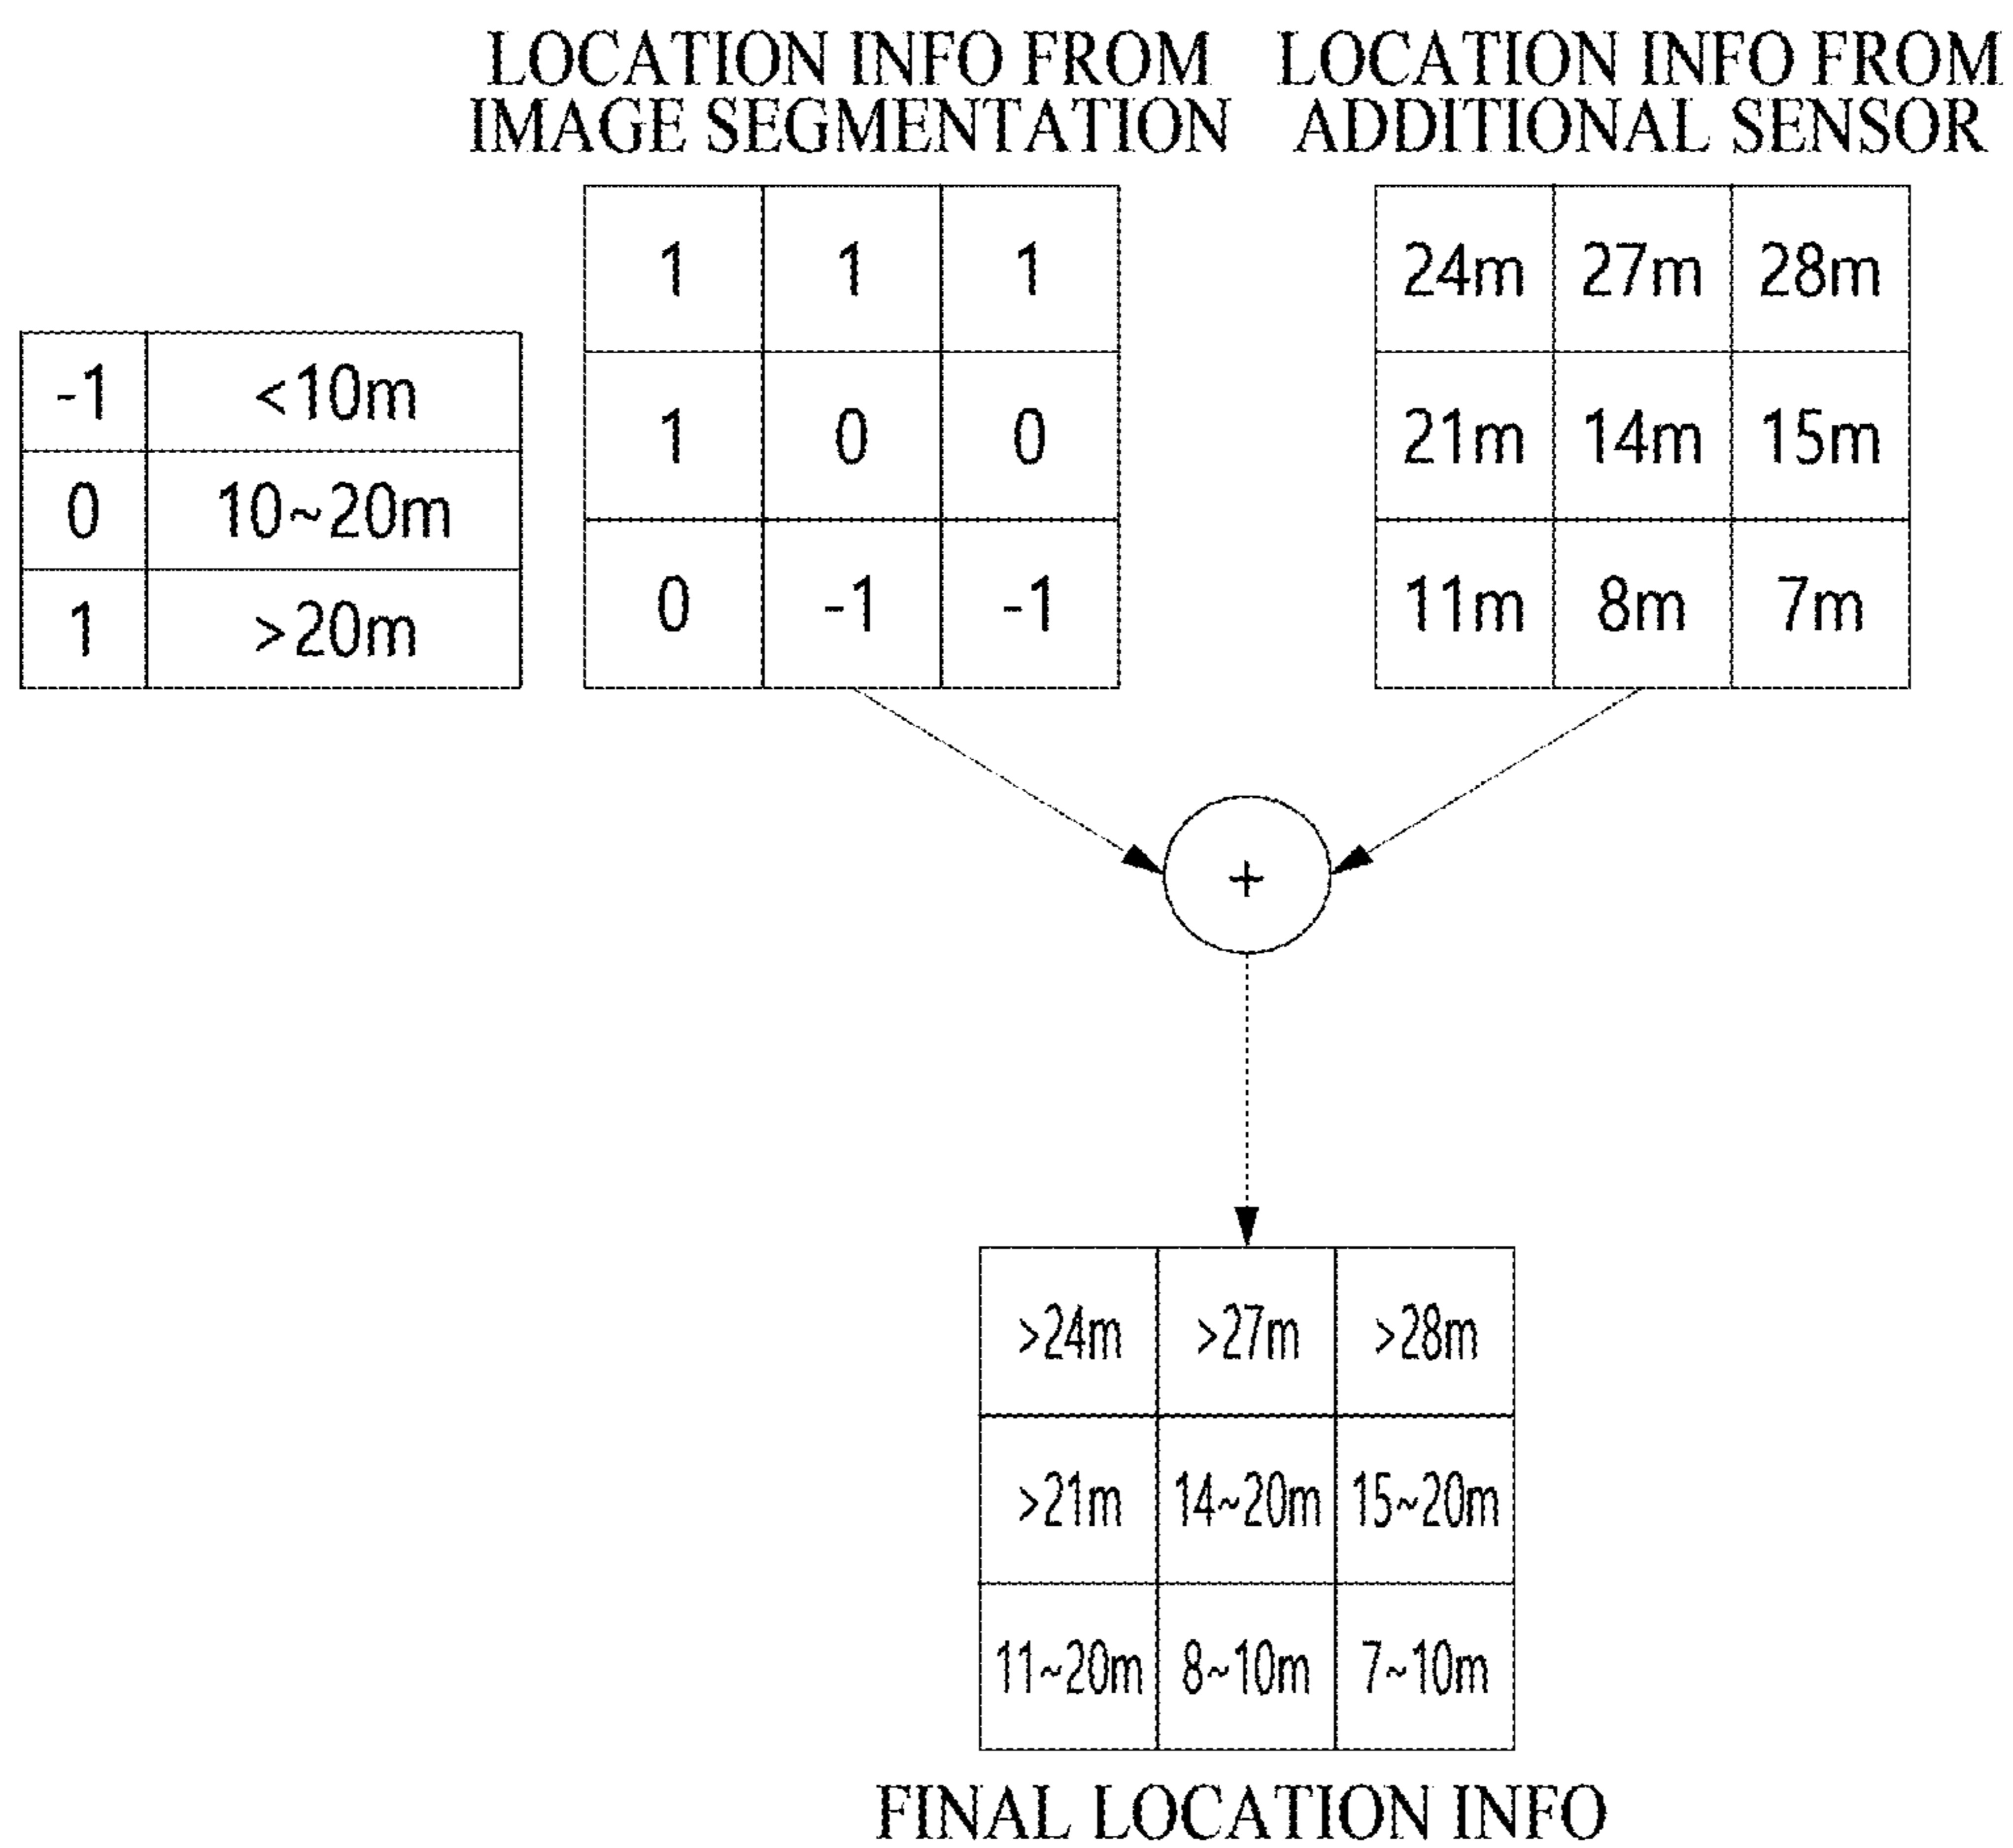 LOCATION INFO FROM
IMAGE SEGMENTATION
LOCATION INFO FROM
ADDITIONAL SENSOR
-1 <10m
0 10~20m
1 >20m
1 1 1
1 0 0
0 -1 -1
24m 27m 28m
21m 14m 15m
11m 8m 7m
+
>24m >27m >28m
>21m 14~20m 15~20m
11~20m 8~10m 7~10m
FINAL LOCATION INFO